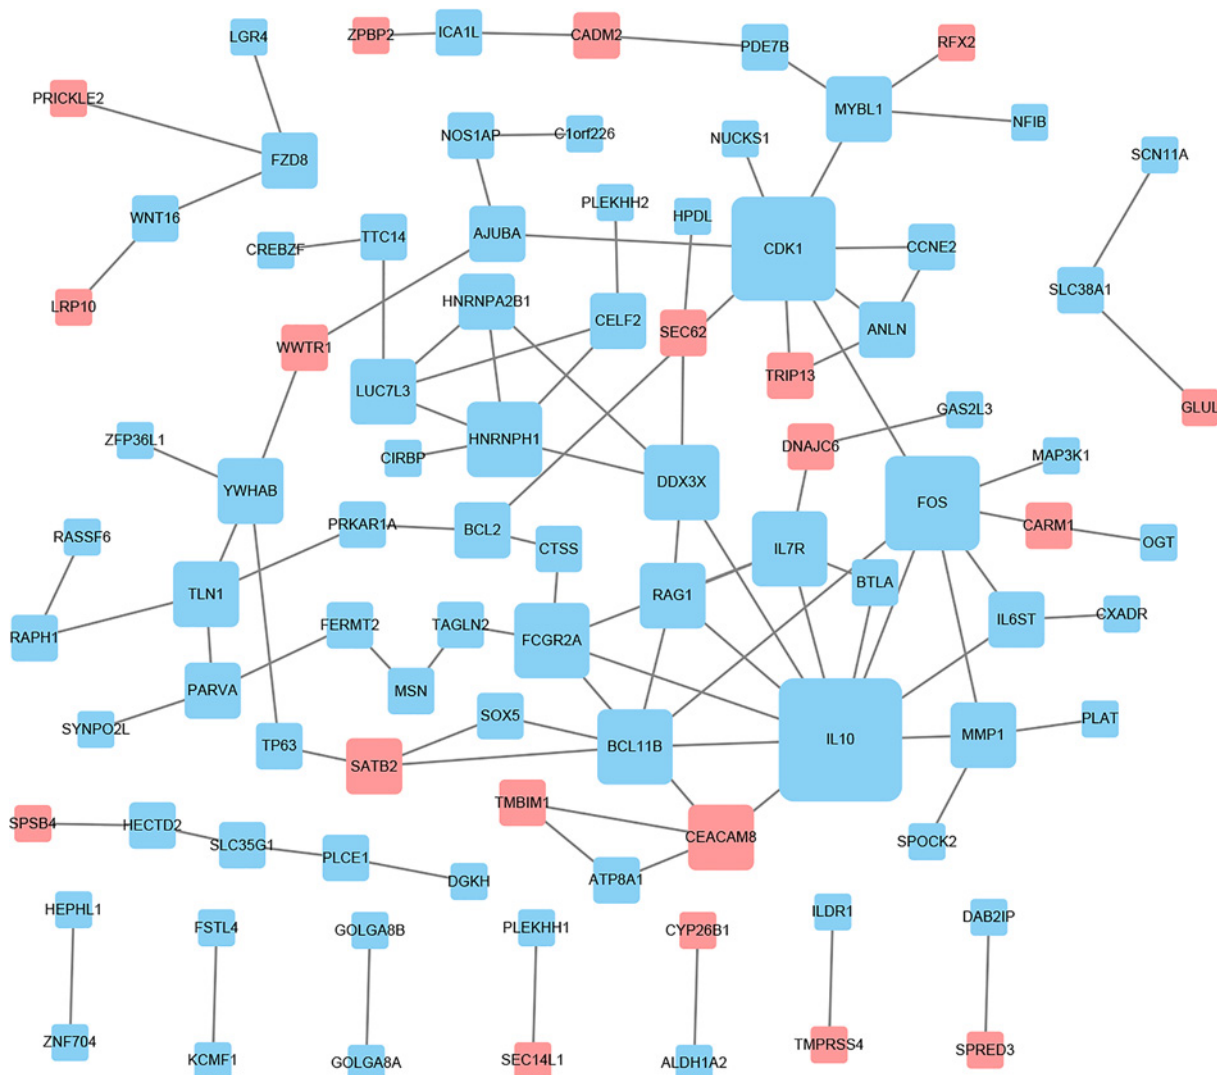 LGR4
ZPBP2
ICA1L
CADM2
PDE7B
RFX2
PRICKLE2
MYBL1
NFIB
NOS1AP
C1orf226
NUCKS1
FZD8
SCN11A
WNT16
PLEKHH2
HPDL
CREBZF
TTC14
AJUBA
CDK1
CCNE2
LRP10
HNRNPA2B1
CELF2
SEC62
SLC38A1
ANLN
WWTR1
LUC7L3
TRIP13
GLUL
ZFP36L1
CIRBP
HNRNPH1
DNAJC6
GAS2L3
MAP3K1
YWHAB
DDX3X
FOS
RASSF6
PRKAR1A
BCL2
CTSS
IL7R
CARM1
OGT
TLN1
RAG1
BTLA
RAPH1
FERMT2
TAGLN2
FCGR2A
IL6ST
CXADR
PARVA
MSN
SYNPO2L
TP63
SOX5
BCL11B
IL10
MMP1
PLAT
SATB2
SPSB4
HECTD2
SLC35G1
PLCE1
DGKH
TMBIM1
CEACAM8
ATP8A1
SPOCK2
HEPHL1
FSTL4
GOLGA8B
PLEKHH1
CYP26B1
ILDR1
DAB2IP
ZNF704
KCMF1
GOLGA8A
SEC14L1
ALDH1A2
TMPRSS4
SPRED3